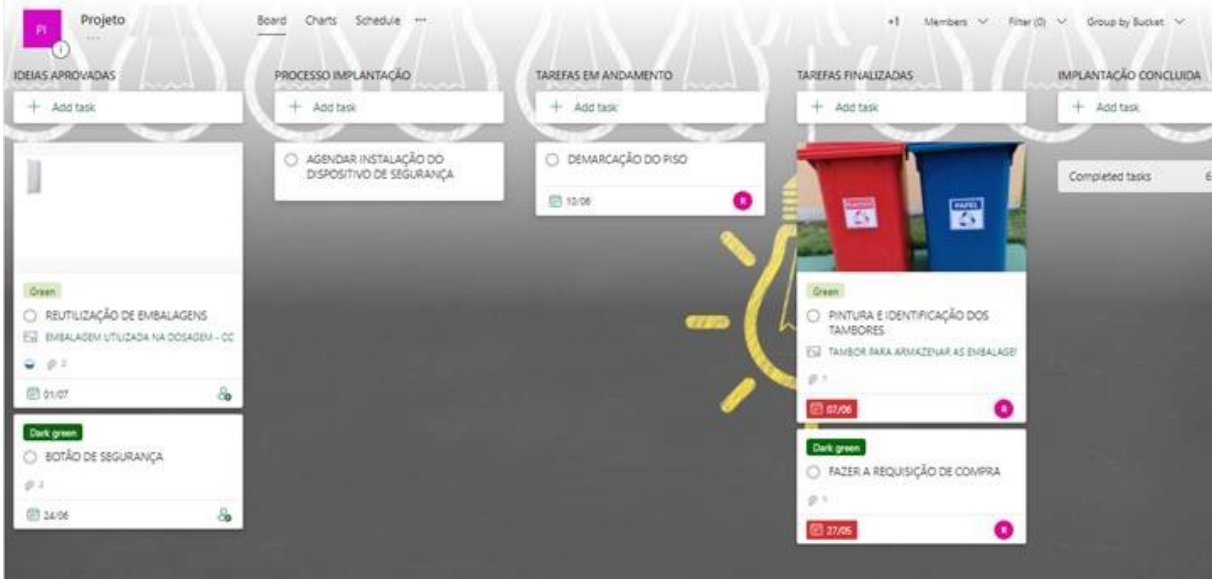 PI
Projeto
Board Charts Schedule ···
+1 Members Filter (0) Group by Bucket
IDEIAS APROVADAS
+ Add task
Green
REUTILIZAÇÃO DE EMBALAGENS
EMBALAGEM UTILIZADA NA DOSAGEM - CC
2
01/07
Dark green
BOTÃO DE SEGURANÇA
2
24/06
PROCESSO IMPLANTAÇÃO
+ Add task
AGENDAR INSTALAÇÃO DO
DISPOSITIVO DE SEGURANÇA
TAREFAS EM ANDAMENTO
+ Add task
DEMARCAÇÃO DO PISO
10/06
R
TAREFAS FINALIZADAS
+ Add task
PAPEL
Green
PINTURA E IDENTIFICAÇÃO DOS
TAMBORES
TAMBOR PARA ARMAZENAR AS EMBALAGE
07/06
R
Dark green
FAZER A REQUISIÇÃO DE COMPRA
27/05
R
IMPLANTAÇÃO CONCLUIDA
+ Add task
Completed tasks 6